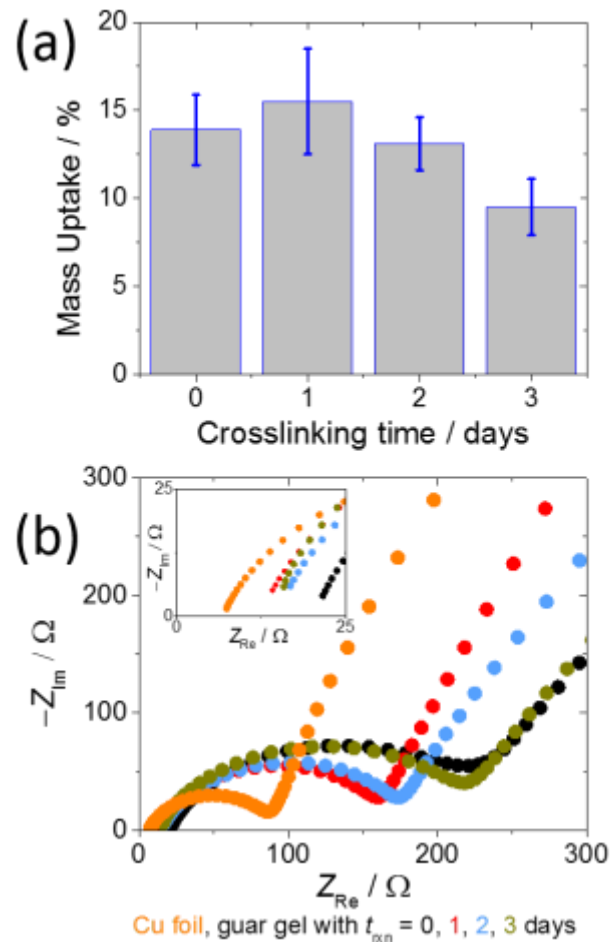 (a)
20
15
10
5
0
Mass Uptake / %
0 1 2 3
Crosslinking time / days
(b)
300
200
100
0
-Z_Im / Ω
25
0
-Z_Im / Ω
0 25
Z_Re / Ω
0 100 200 300
Z_Re / Ω
Cu foil, guar gel with t_rxn = 0, 1, 2, 3 days